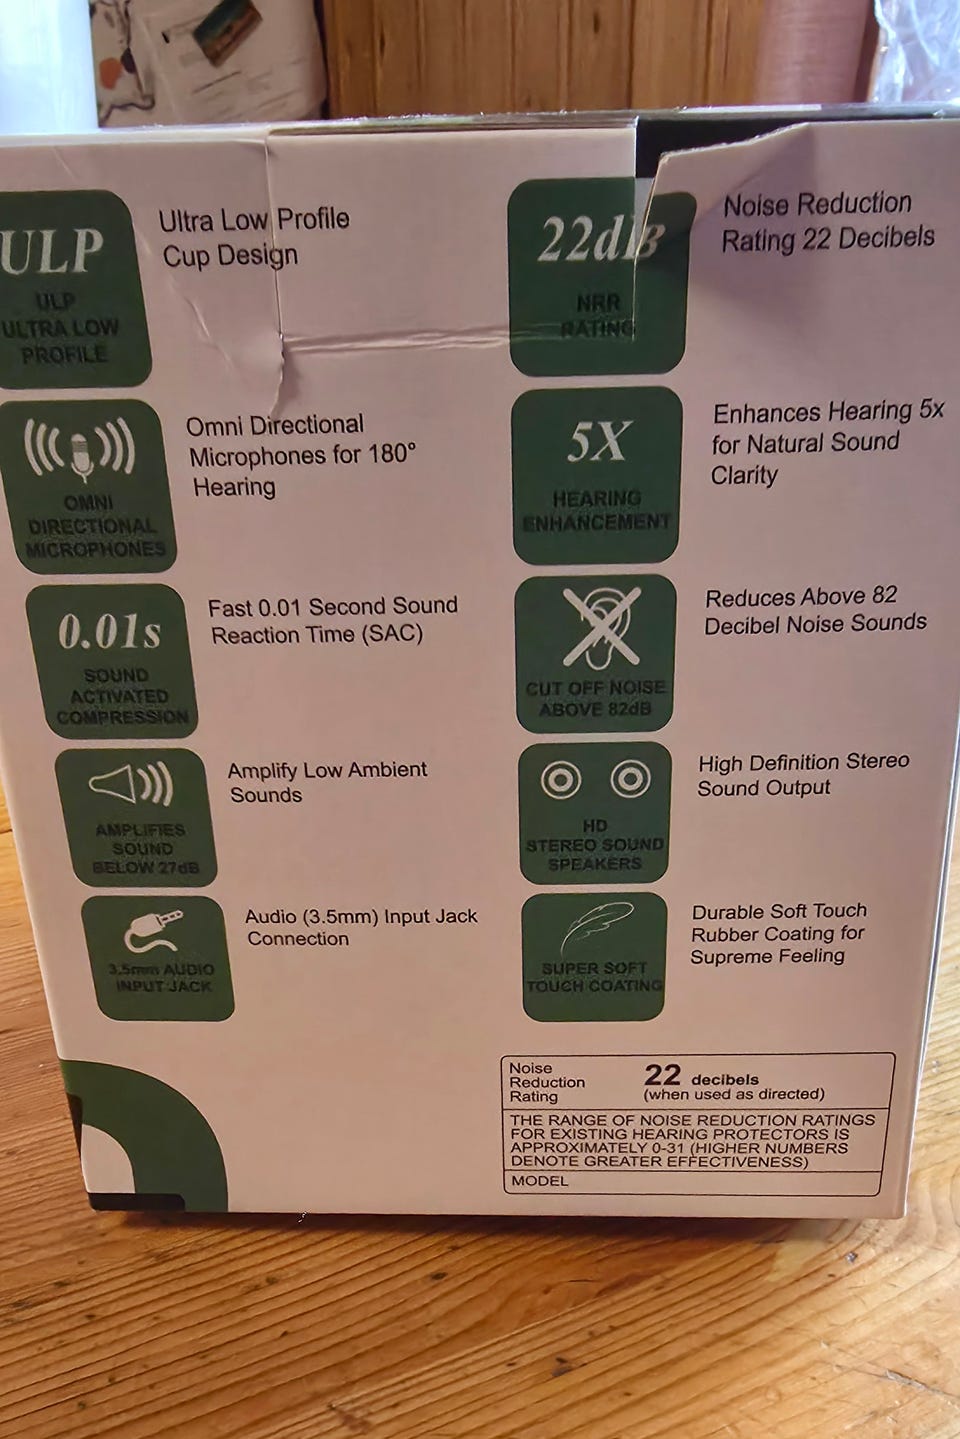 ULP
ULP
ULTRA LOW
PROFILE
Ultra Low Profile
Cup Design
OMNI
DIRECTIONAL
MICROPHONES
Omni Directional
Microphones for 180°
Hearing
0.01s
SOUND
ACTIVATED
COMPRESSION
Fast 0.01 Second Sound
Reaction Time (SAC)
AMPLIFIES
SOUND
BELOW 27dB
Amplify Low Ambient
Sounds
3.5mm AUDIO
INPUT JACK
Audio (3.5mm) Input Jack
Connection
22dB
NRR
RATING
Noise Reduction
Rating 22 Decibels
5X
HEARING
ENHANCEMENT
Enhances Hearing 5x
for Natural Sound
Clarity
CUT OFF NOISE
ABOVE 82dB
Reduces Above 82
Decibel Noise Sounds
HD
STEREO SOUND
SPEAKERS
High Definition Stereo
Sound Output
SUPER SOFT
TOUCH COATING
Durable Soft Touch
Rubber Coating for
Supreme Feeling
Noise
Reduction
Rating
22 decibels
(when used as directed)
THE RANGE OF NOISE REDUCTION RATINGS
FOR EXISTING HEARING PROTECTORS IS
APPROXIMATELY 0-31 (HIGHER NUMBERS
DENOTE GREATER EFFECTIVENESS)
MODEL